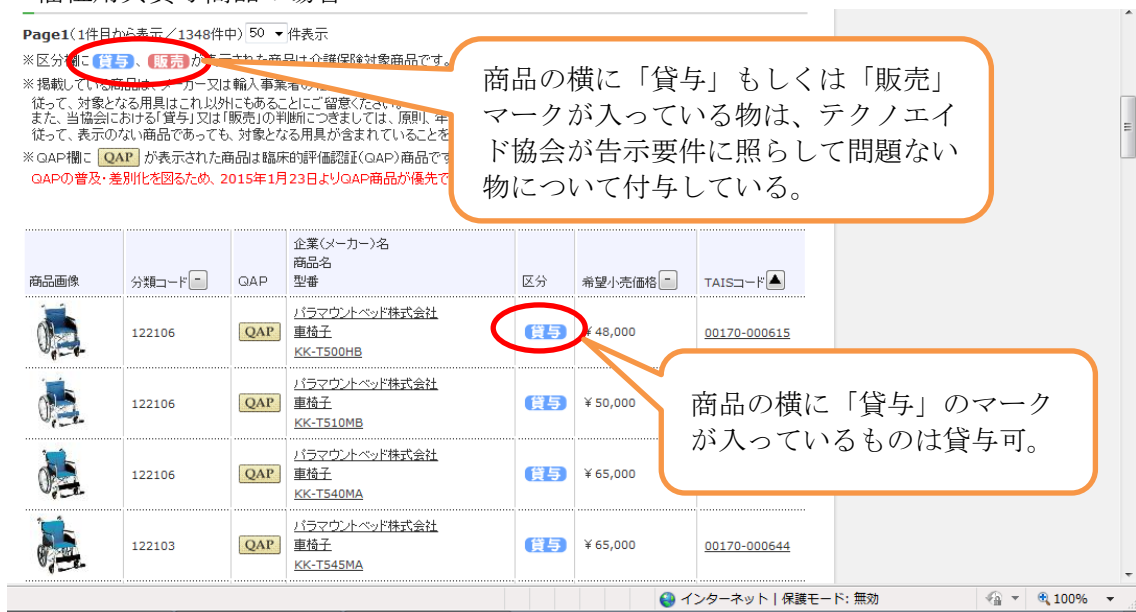 Page1(1件目から表示/1348件中) 50 件表示
※区分欄に 貸与、販売 が表示された商品は介護保険対象商品です。
※掲載している商品は、メーカー又は輸入事業者の
従って、対象となる用具はこれ以外にもあることにご留意ください。
また、当協会における「貸与」又は「販売」の判断につきましては、原則、年
従って、表示のない商品であっても、対象となる用具が含まれていることを
※QAP欄に QAP が表示された商品は臨床的評価認証(QAP)商品です
QAPの普及・差別化を図るため、2015年1月23日よりQAP商品が優先で
商品の横に「貸与」もしくは「販売」
マークが入っている物は、テクノエイ
ド協会が告示要件に照らして問題ない
物について付与している。
商品画像 分類コード QAP 企業(メーカー)名
商品名
型番 区分 希望小売価格 TAISコード
122106 QAP パラマウントベッド株式会社
車椅子
KK-T500HB 貸与 ¥48,000 00170-000615
122106 QAP パラマウントベッド株式会社
車椅子
KK-T510MB 貸与 ¥50,000
122106 QAP パラマウントベッド株式会社
車椅子
KK-T540MA 貸与 ¥65,000
122103 QAP パラマウントベッド株式会社
車椅子
KK-T545MA 貸与 ¥65,000 00170-000644
商品の横に「貸与」のマーク
が入っているものは貸与可。
インターネット | 保護モード: 無効 100%